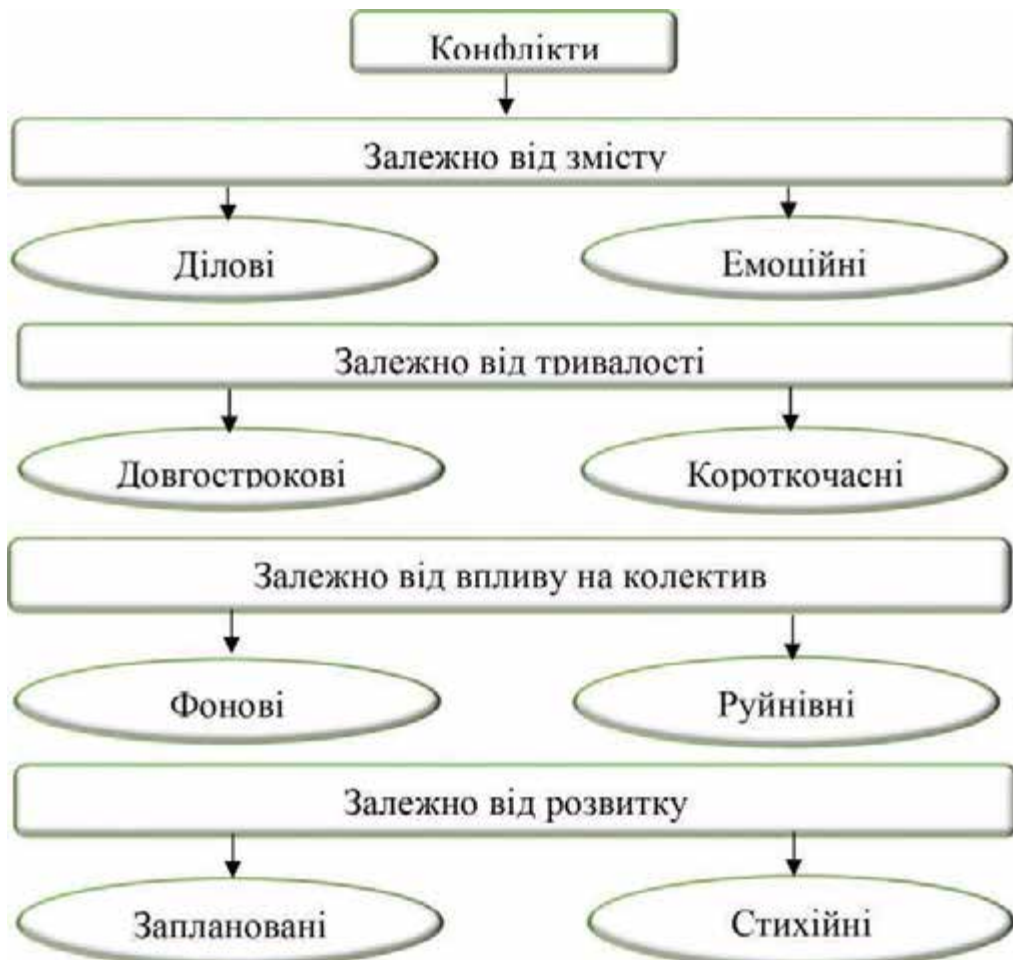 Конфлікти
Залежно від змісту
Ділові
Емоційні
Залежно від тривалості
Довгострокові
Короткочасні
Залежно від впливу на колектив
Фонові
Руйнівні
Залежно від розвитку
Заплановані
Стихійні